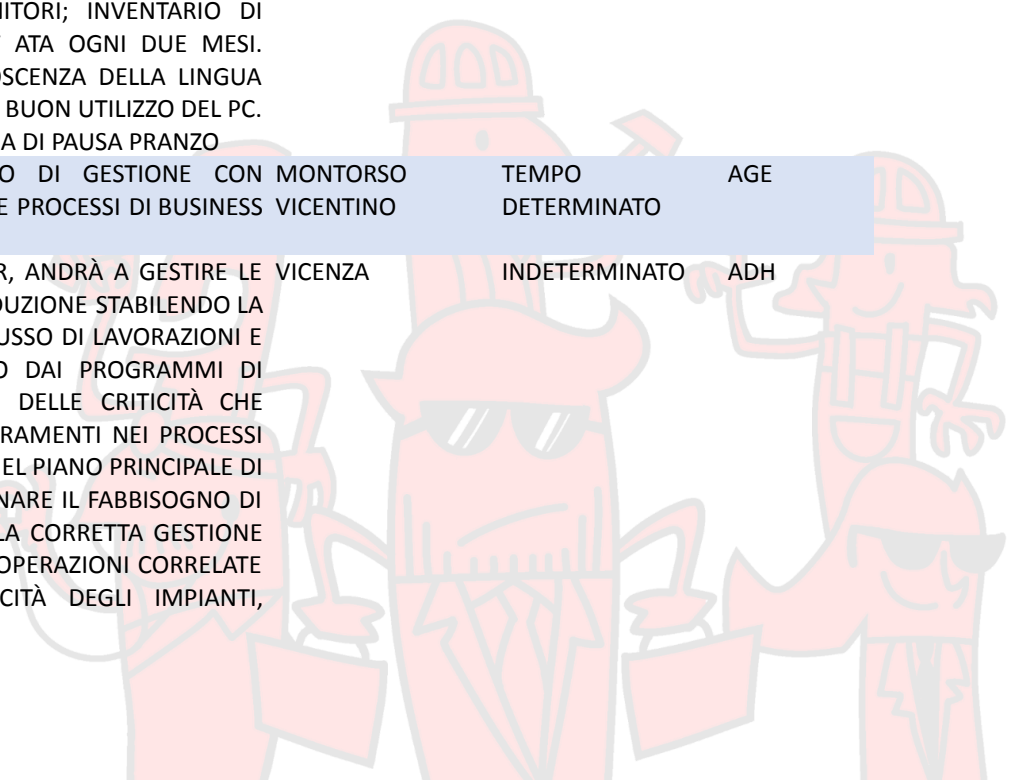 ITORI; INVENTARIO DI
ATA OGNI DUE MESI.
SCENZA DELLA LINGUA
BUON UTILIZZO DEL PC.
A DI PAUSA PRANZO
O DI GESTIONE CON MONTORSO TEMPO AGE
E PROCESSI DI BUSINESS VICENTINO DETERMINATO
R, ANDRÀ A GESTIRE LE VICENZA INDETERMINATO ADH
DUZIONE STABILENDO LA
USSO DI LAVORAZIONI E
O DAI PROGRAMMI DI
DELLE CRITICITÀ CHE
RAMENTI NEI PROCESSI
EL PIANO PRINCIPALE DI
NARE IL FABBISOGNO DI
LA CORRETTA GESTIONE
OPERAZIONI CORRELATE
CITÀ DEGLI IMPIANTI,